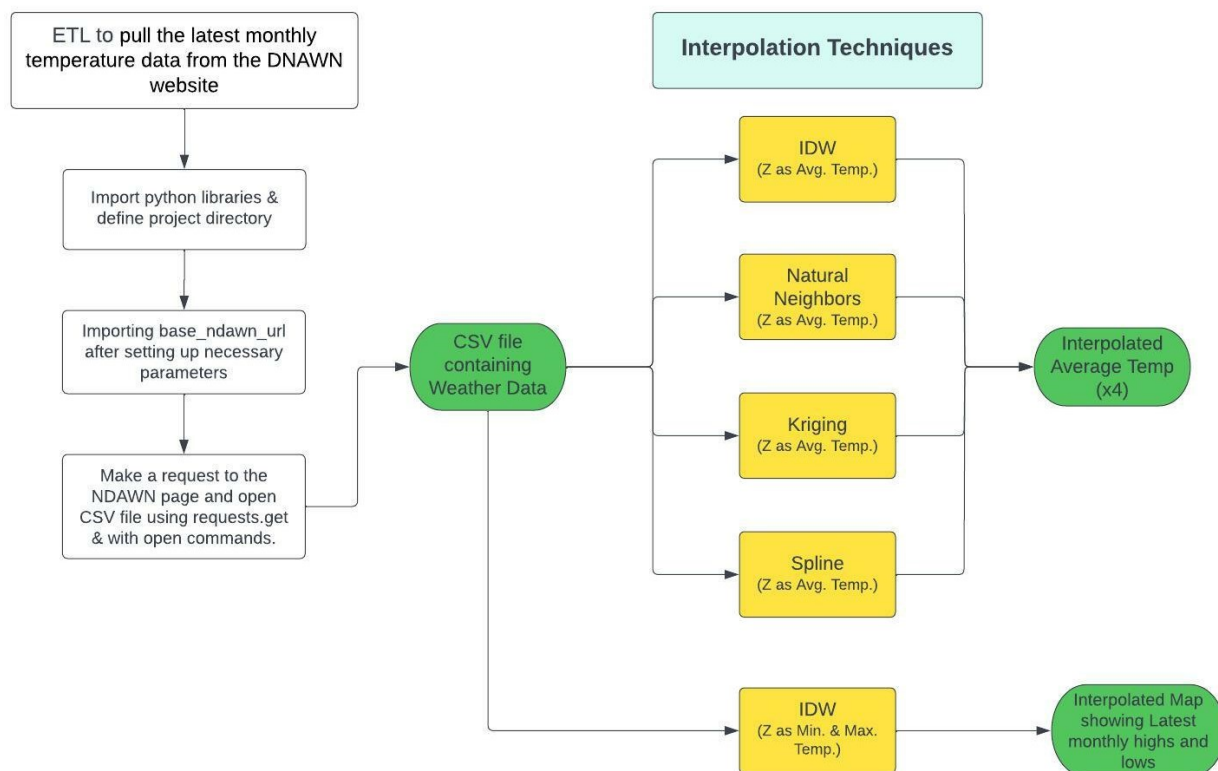 ETL to pull the latest monthly
temperature data from the DNAWN
website
Import python libraries &
define project directory
Importing base_ndawn_url
after setting up necessary
parameters
Make a request to the
NDAWN page and open
CSV file using requests.get
& with open commands.
CSV file
containing
Weather Data
Interpolation Techniques
IDW
(Z as Avg. Temp.)
Natural
Neighbors
(Z as Avg. Temp.)
Kriging
(Z as Avg. Temp.)
Spline
(Z as Avg. Temp.)
IDW
(Z as Min. & Max.
Temp.)
Interpolated
Average Temp
(x4)
Interpolated Map
showing Latest
monthly highs and
lows